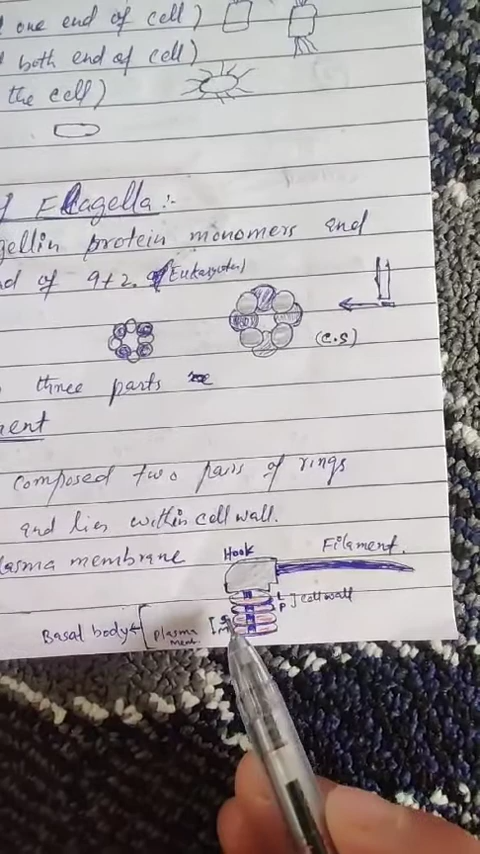 one end of cell)
both end of cell)
the cell)
Flagella:-
gellin protein monomers and
of 9+2. (Eukaryotes)
(C.S)
three parts
ment
composed two pairs of rings
and lies within cell wall.
lasma membrane Hook Filament.
L
P ] cell wall
Basal body ← [ Plasma mem. [ S
M